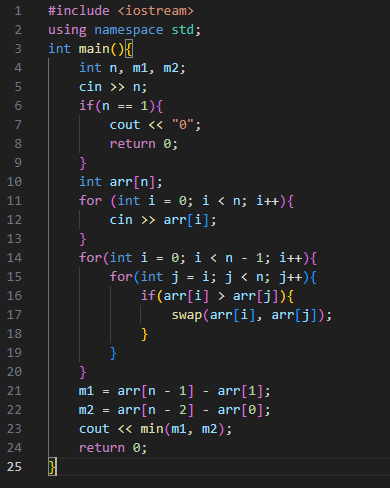 1 #include <iostream>
2 using namespace std;
3 int main(){
4     int n, m1, m2;
5     cin >> n;
6     if(n == 1){
7         cout << "0";
8         return 0;
9     }
10     int arr[n];
11     for (int i = 0; i < n; i++){
12         cin >> arr[i];
13     }
14     for(int i = 0; i < n - 1; i++){
15         for(int j = i; j < n; j++){
16             if(arr[i] > arr[j]){
17                 swap(arr[i], arr[j]);
18             }
19         }
20     }
21     m1 = arr[n - 1] - arr[1];
22     m2 = arr[n - 2] - arr[0];
23     cout << min(m1, m2);
24     return 0;
25 }